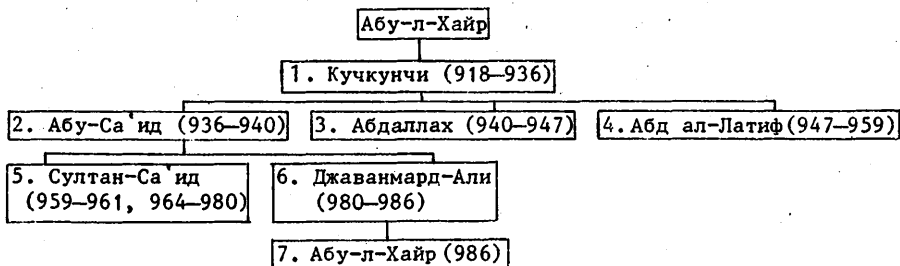 Абу-л-Хайр
1. Кучкунчи (918—936)
2. Абу-Са'ид (936—940)
3. Абдаллах (940—947)
4. Абд ал-Латиф (947—959)
5. Султан-Са'ид
(959—961, 964—980)
6. Джаванмард-Али
(980—986)
7. Абу-л-Хайр (986)